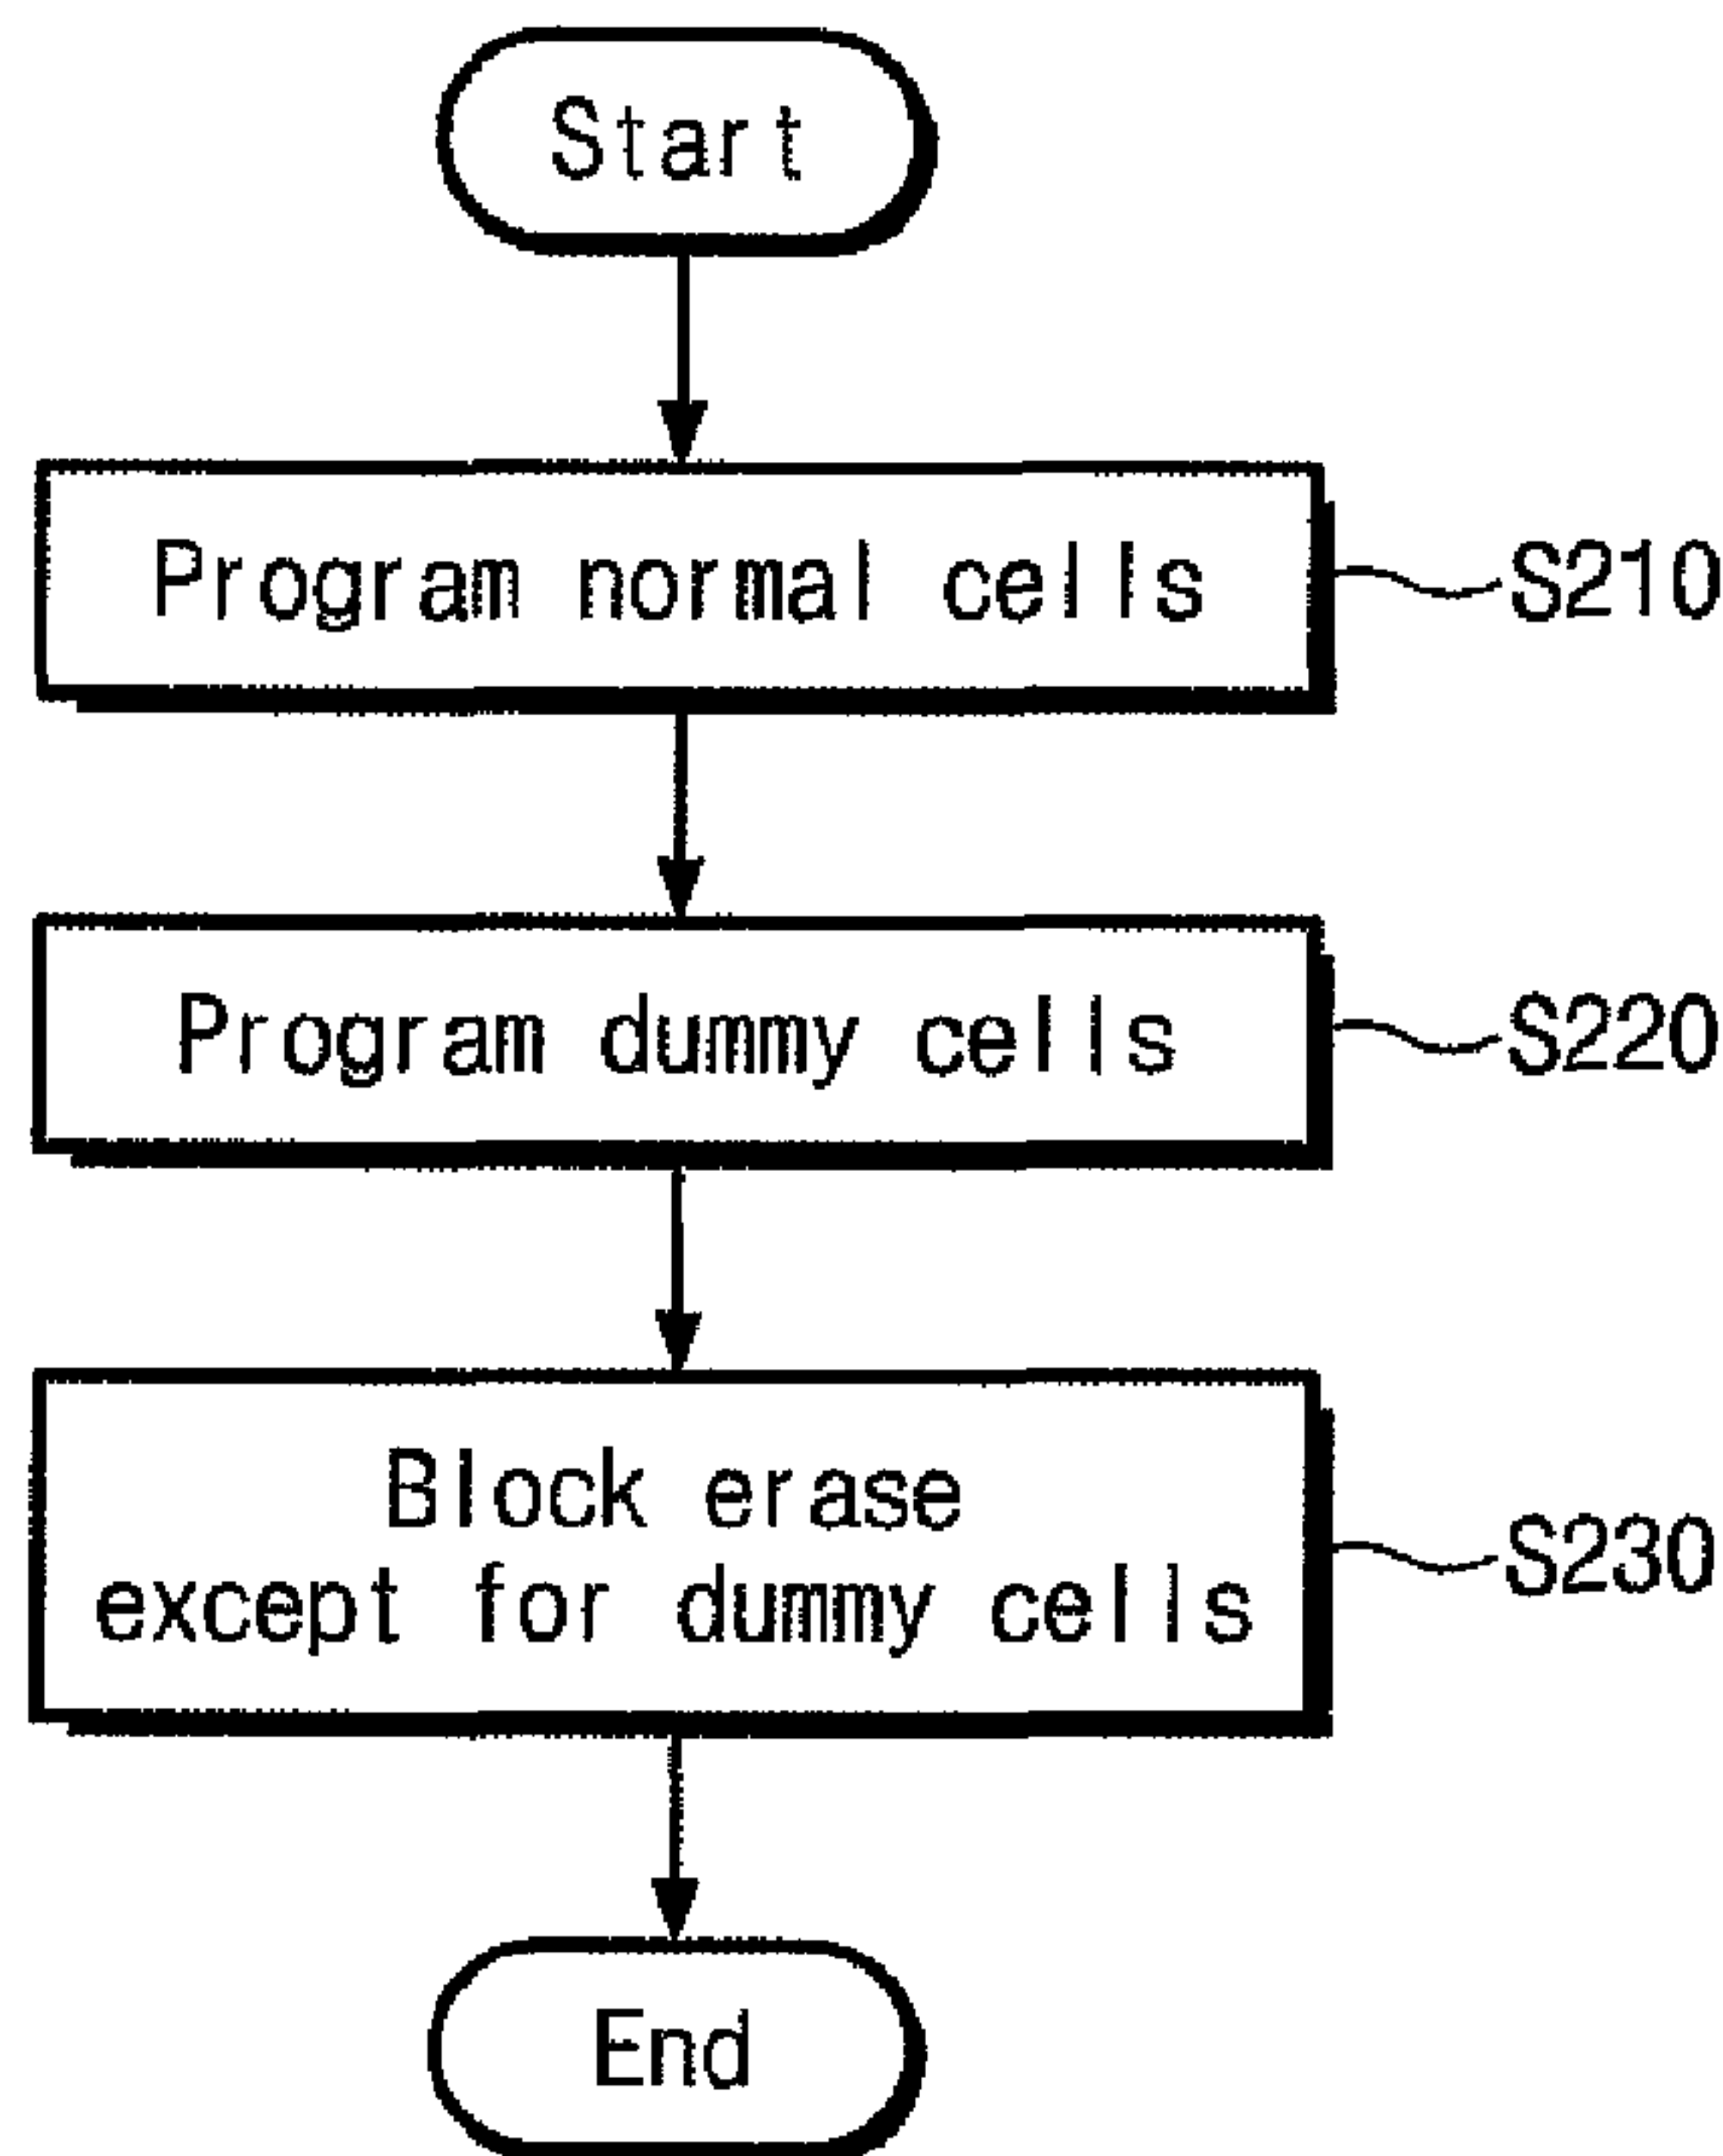 Start
Program normal cells
S210
Program dummy cells
S220
Block erase
except for dummy cells
S230
End